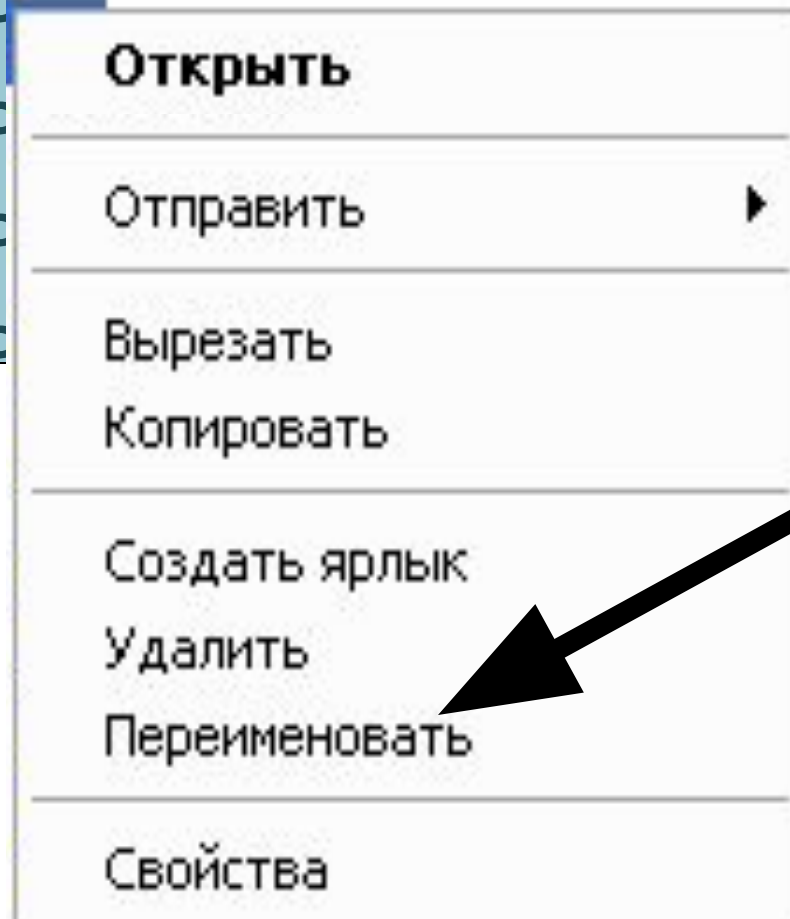 Открыть
Отправить
Вырезать
Копировать
Создать ярлык
Удалить
Переименовать
Свойства